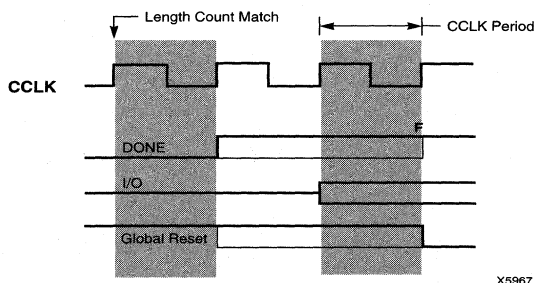 Length Count Match
CCLK Period
CCLK
F
DONE
I/O
Global Reset
X5967